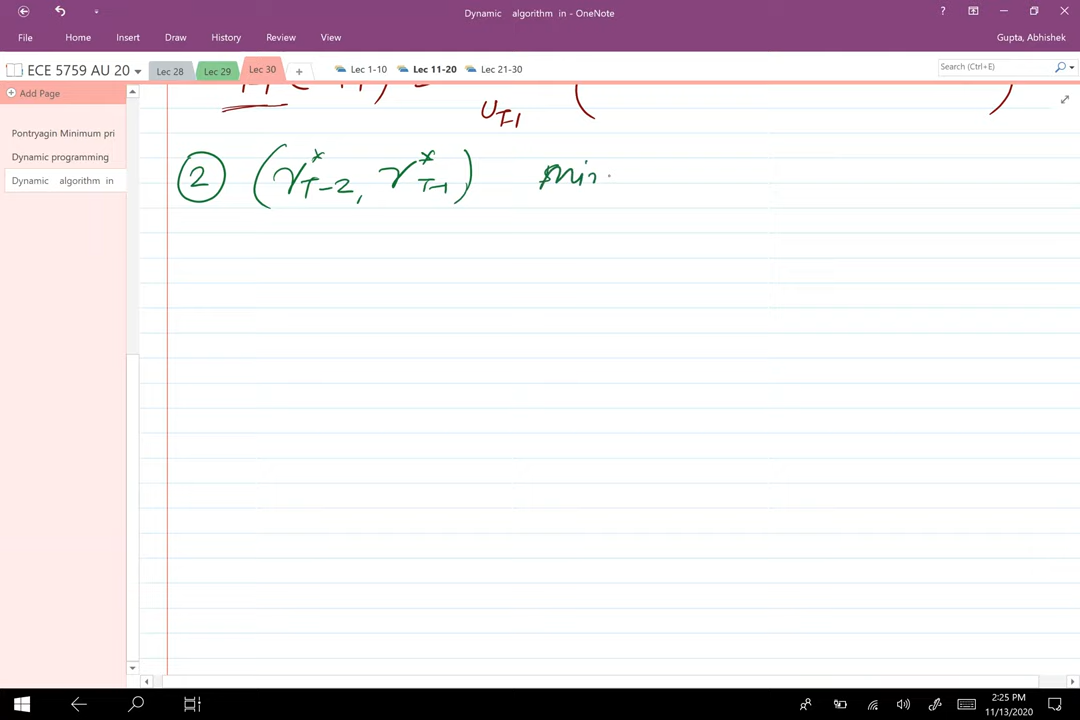 Dynamic algorithm in - OneNote
?
File Home Insert Draw History Review View Gupta, Abhishek
ECE 5759 AU 20 Lec 28 Lec 29 Lec 30 + Lec 1-10 Lec 11-20 Lec 21-30 Search (Ctrl+E)
Add Page
U_{T-1}
Pontryagin Minimum pri
Dynamic programming
Dynamic algorithm in
② (γ*_{T-2}, γ*_{T-1}) min
2:25 PM
11/13/2020